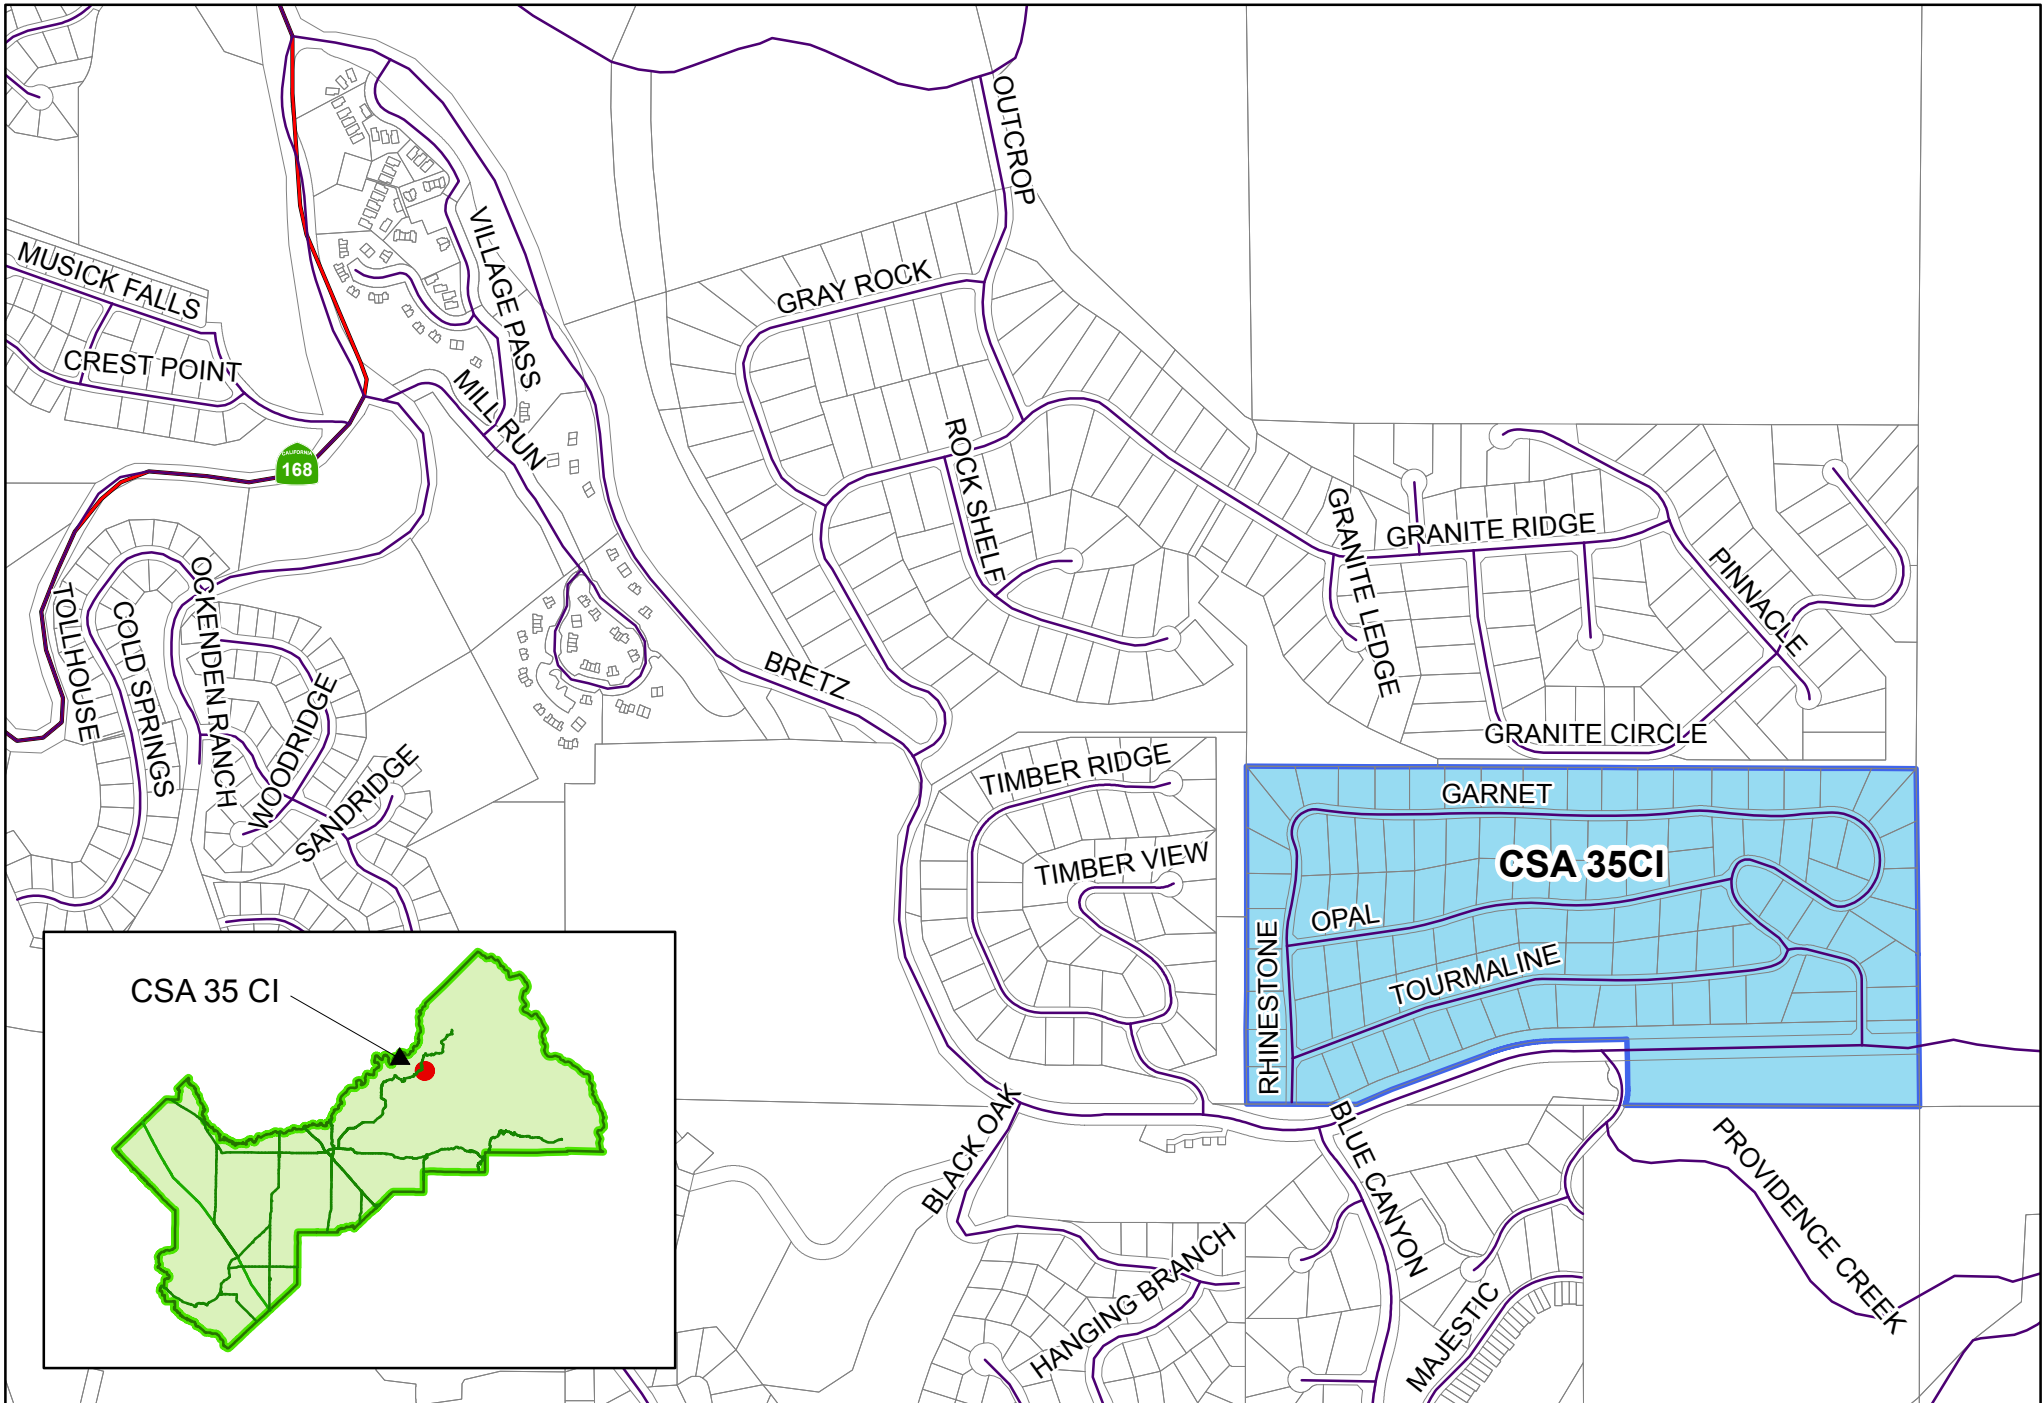 OUTCROP
VILLAGE PASS
MUSICK FALLS
GRAY ROCK
CREST POINT
MILL RUN
CALIFORNIA
168
ROCK SHELF
GRANITE LEDGE
GRANITE RIDGE
PINNACLE
TOLLHOUSE
COLD SPRINGS
OCKENDEN RANCH
WOODRIDGE
SANDRIDGE
BRETZ
GRANITE CIRCLE
TIMBER RIDGE
GARNET
TIMBER VIEW
CSA 35CI
OPAL
RHINESTONE
TOURMALINE
CSA 35 CI
BLACK OAK
BLUE CANYON
PROVIDENCE CREEK
HANGING BRANCH
MAJESTIC